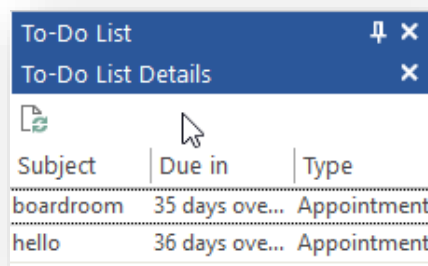 To-Do List
To-Do List Details
Subject Due in Type
boardroom 35 days ove... Appointment
hello 36 days ove... Appointment